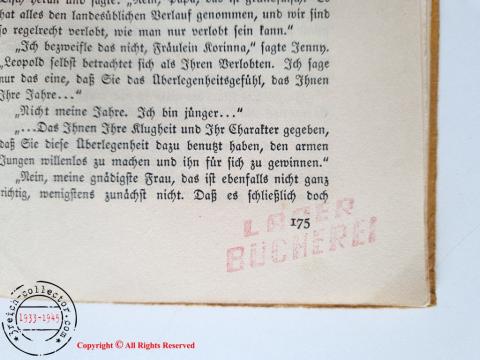 alles den landesüblichen Verlauf genommen, und wir sind
so regelrecht verlobt, wie man nur verlobt sein kann."
„Ich bezweifle das nicht, Fräulein Korinna," sagte Jenny.
„Leopold selbst betrachtet sich als Ihren Verlobten. Ich sage
nur das eine, daß Sie das Überlegenheitsgefühl, das Ihnen
Ihre Jahre…"
„Nicht meine Jahre. Ich bin jünger…"
„…Das Ihnen Ihre Klugheit und Ihr Charakter gegeben,
daß Sie diese Überlegenheit dazu benutzt haben, den armen
Jungen willenlos zu machen und ihn für sich zu gewinnen."
„Nein, meine gnädigste Frau, das ist ebenfalls nicht ganz
richtig, wenigstens zunächst nicht. Daß es schließlich doch
175
LAGER
BÜCHEREI
3reich-collector.com
1933-1945
Copyright © All Right Reserved